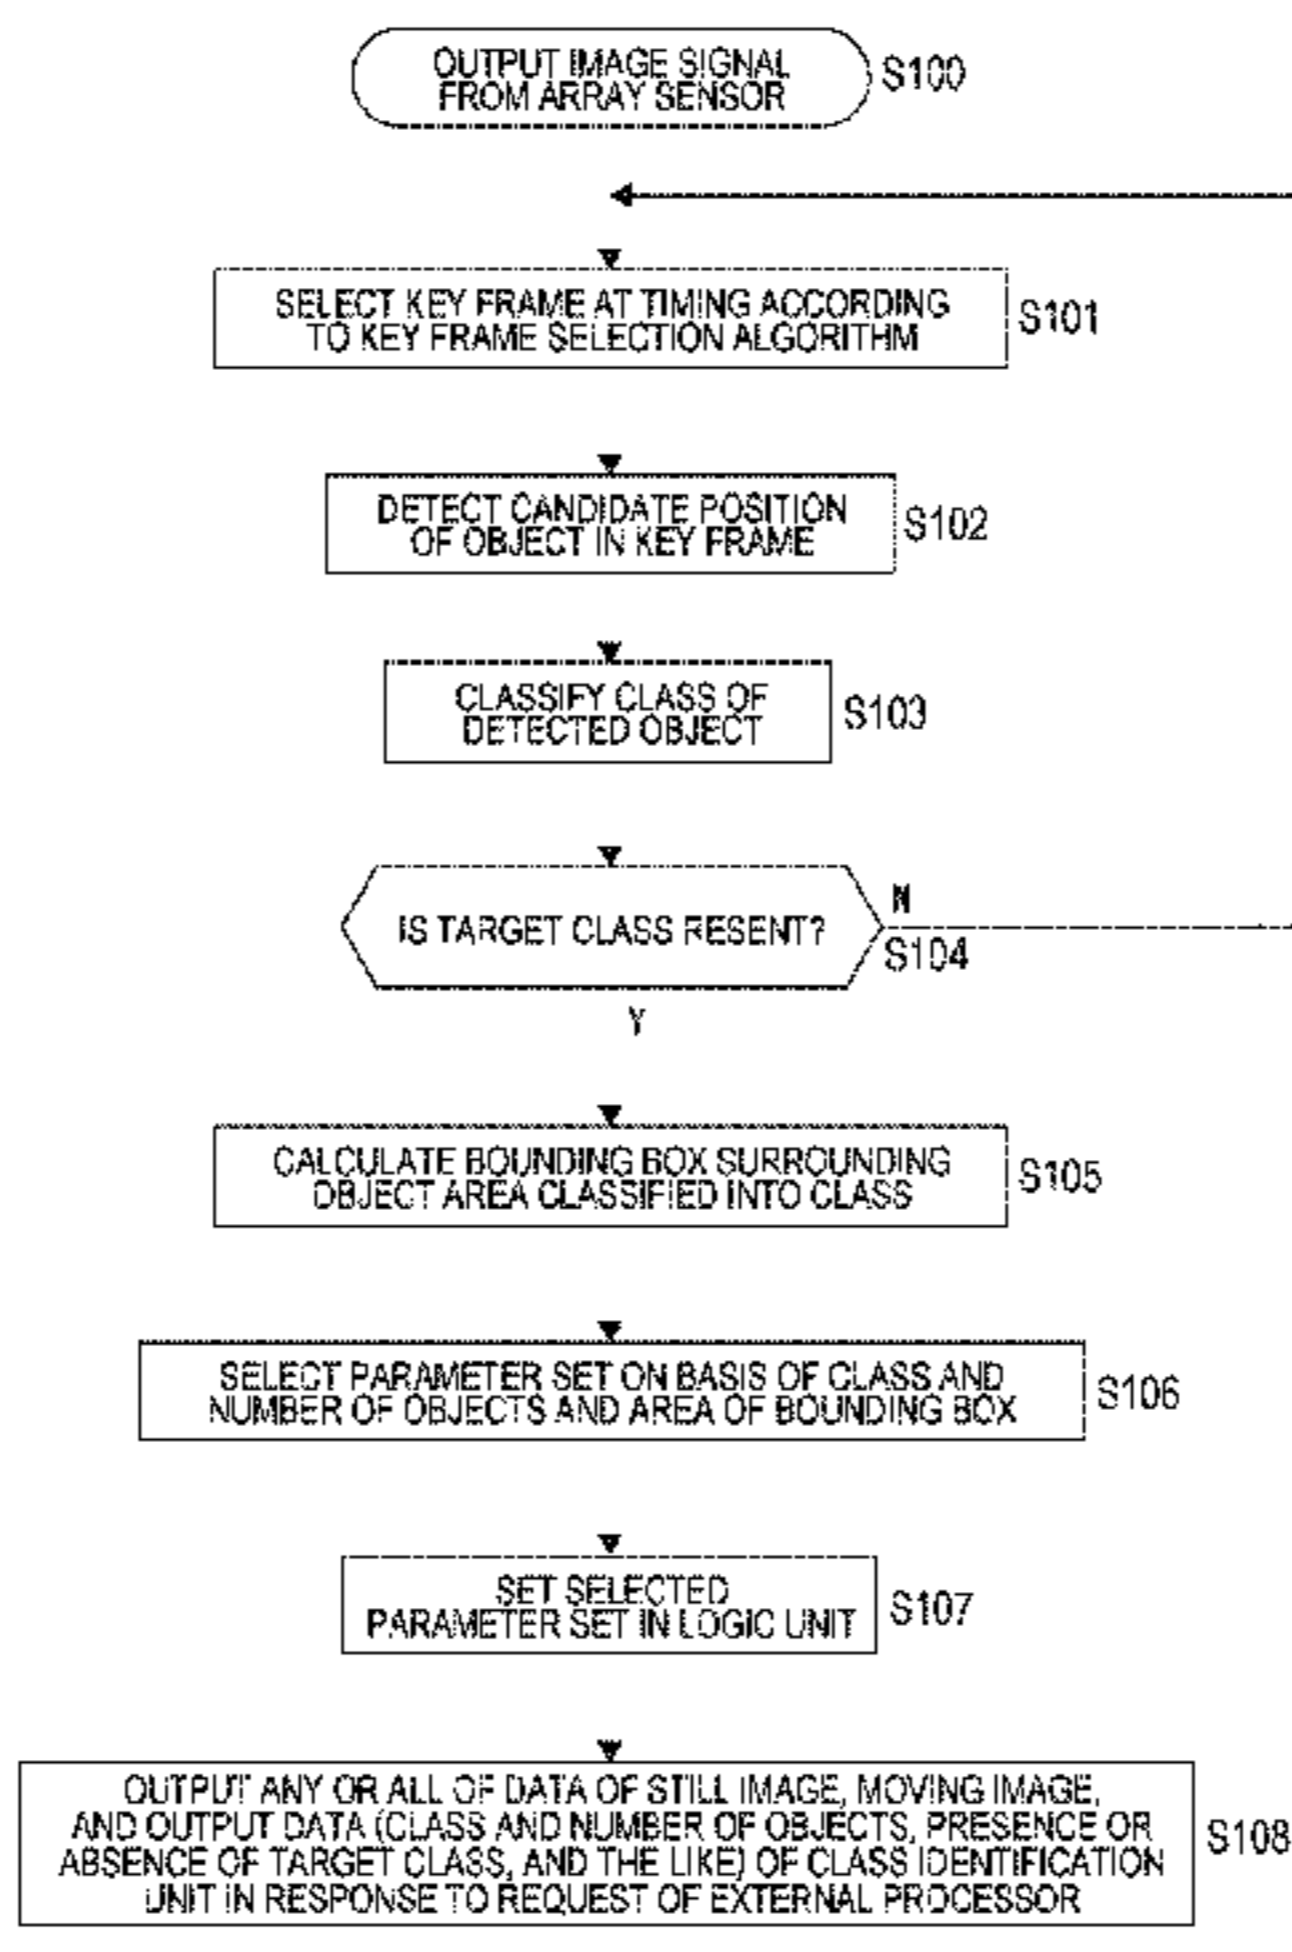 OUTPUT IMAGE SIGNAL
FROM ARRAY SENSOR
S100
SELECT KEY FRAME AT TIMING ACCORDING
TO KEY FRAME SELECTION ALGORITHM
S101
DETECT CANDIDATE POSITION
OF OBJECT IN KEY FRAME
S102
CLASSIFY CLASS OF
DETECTED OBJECT
S103
IS TARGET CLASS RESENT?
N
S104
Y
CALCULATE BOUNDING BOX SURROUNDING
OBJECT AREA CLASSIFIED INTO CLASS
S105
SELECT PARAMETER SET ON BASIS OF CLASS AND
NUMBER OF OBJECTS AND AREA OF BOUNDING BOX
S106
SET SELECTED
PARAMETER SET IN LOGIC UNIT
S107
OUTPUT ANY OR ALL OF DATA OF STILL IMAGE, MOVING IMAGE,
AND OUTPUT DATA (CLASS AND NUMBER OF OBJECTS, PRESENCE OR
ABSENCE OF TARGET CLASS, AND THE LIKE) OF CLASS IDENTIFICATION
UNIT IN RESPONSE TO REQUEST OF EXTERNAL PROCESSOR
S108